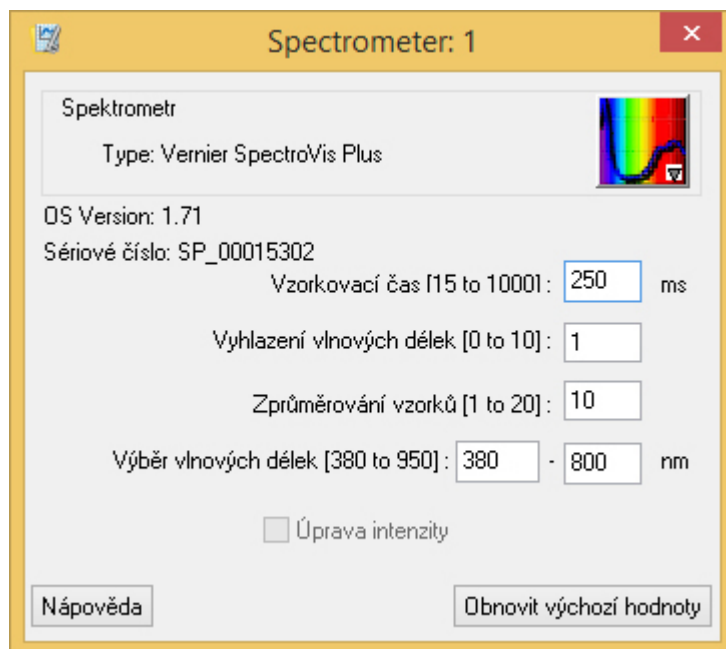 Spectrometer: 1
Spektrometr
Type: Vernier SpectroVis Plus
OS Version: 1.71
Sériové číslo: SP_00015302
Vzorkovací čas [15 to 1000] : 250 ms
Vyhlazení vlnových délek [0 to 10] : 1
Zprůměrování vzorků [1 to 20] : 10
Výběr vlnových délek [380 to 950] : 380 - 800 nm
Úprava intenzity
Nápověda Obnovit výchozí hodnoty